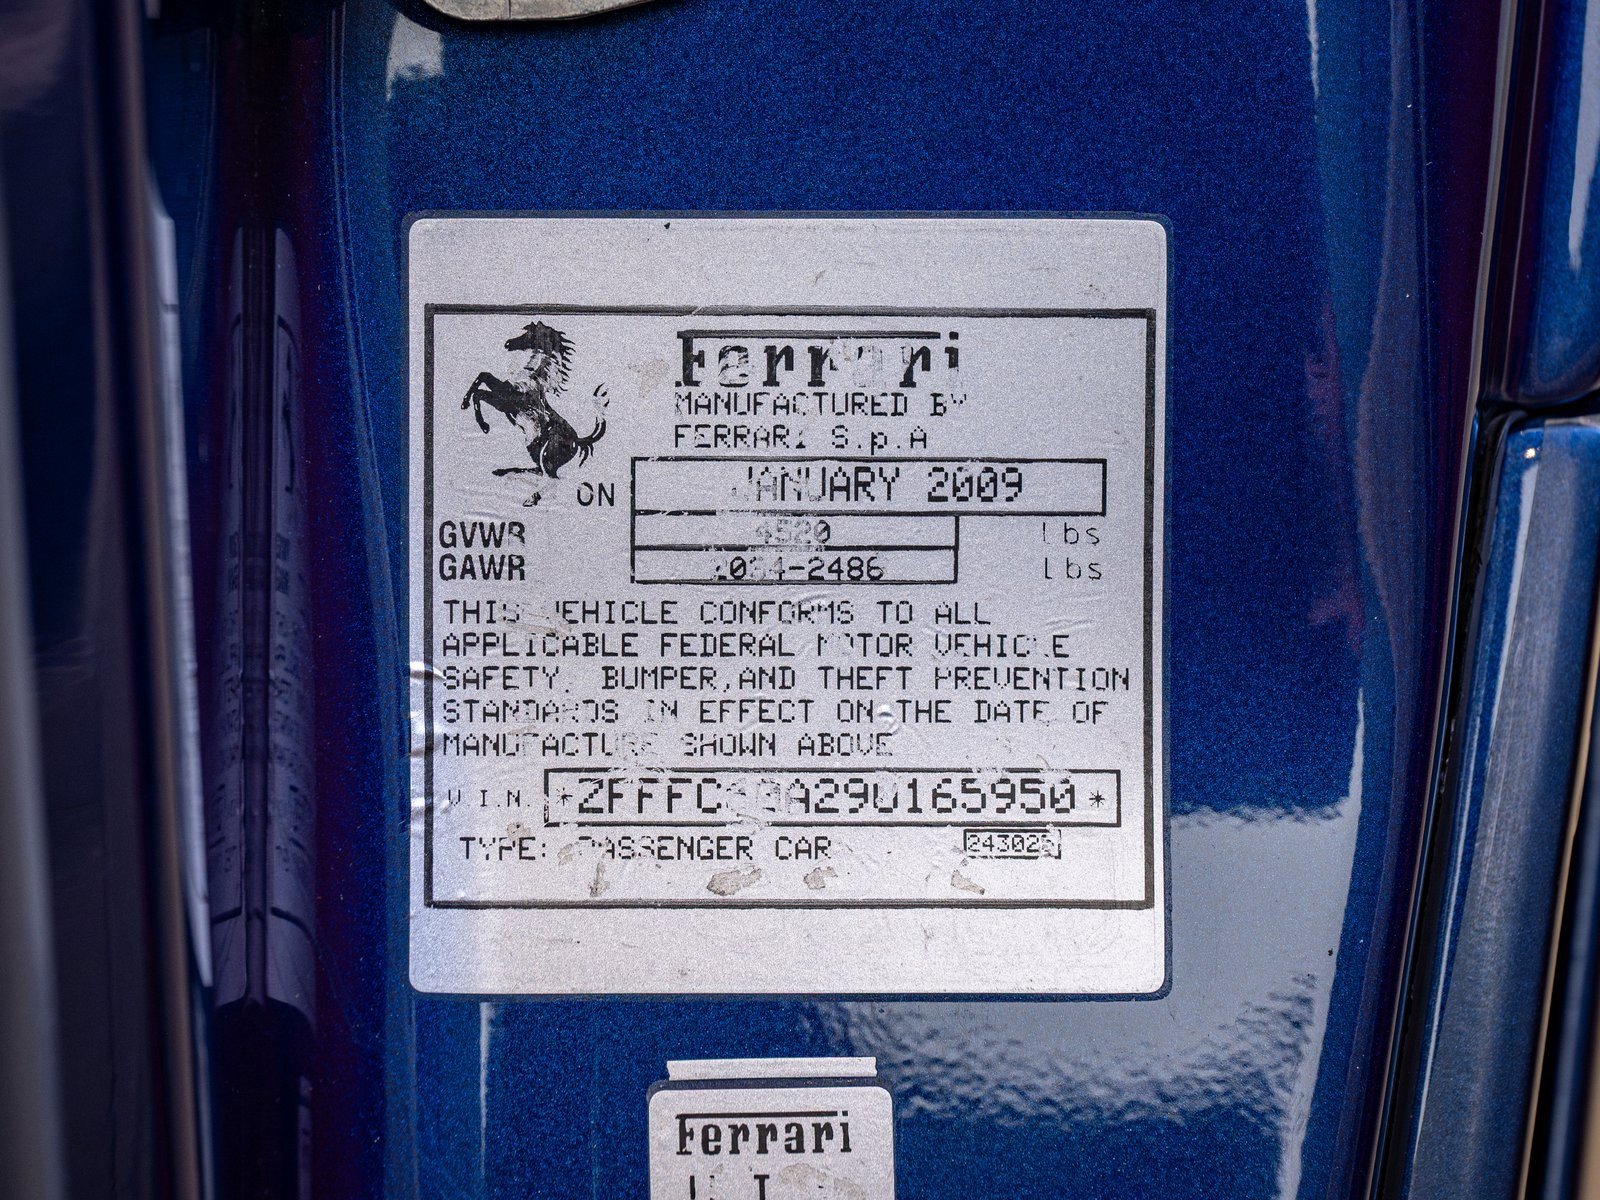 Ferrari
MANUFACTURED BY
FERRARI S.p.A
ON JANUARY 2009
GVWR 4520 lbs
GAWR lbs
THIS VEHICLE CONFORMS TO ALL
APPLICABLE FEDERAL MOTOR VEHICLE
SAFETY, BUMPER,AND THEFT PREVENTION
STANDARDS IN EFFECT ON THE DATE OF
MANUFACTURE SHOWN ABOVE
V.I.N.
TYPE: PASSENGER CAR
Ferrari